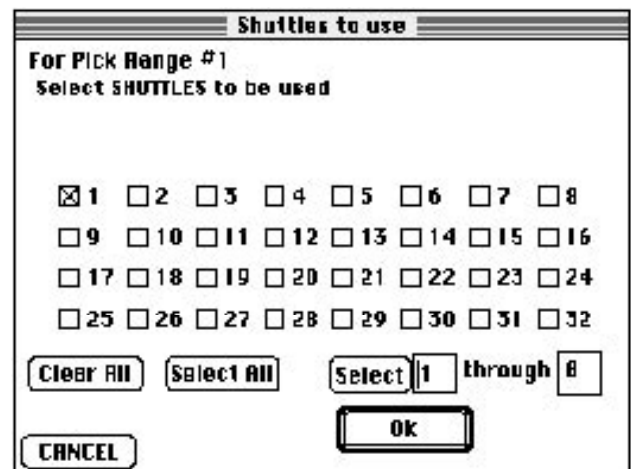 Shuttles to use
For Pick Range #1
Select SHUTTLES to be used
1 2 3 4 5 6 7 8
9 10 11 12 13 14 15 16
17 18 19 20 21 22 23 24
25 26 27 28 29 30 31 32
Clear All Select All Select 1 through 8
Ok
CANCEL